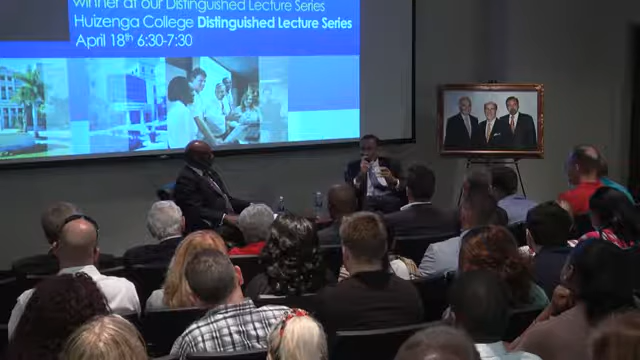 winner at our Distinguished Lecture Series
Huizenga College Distinguished Lecture Series
April 18th 6:30-7:30